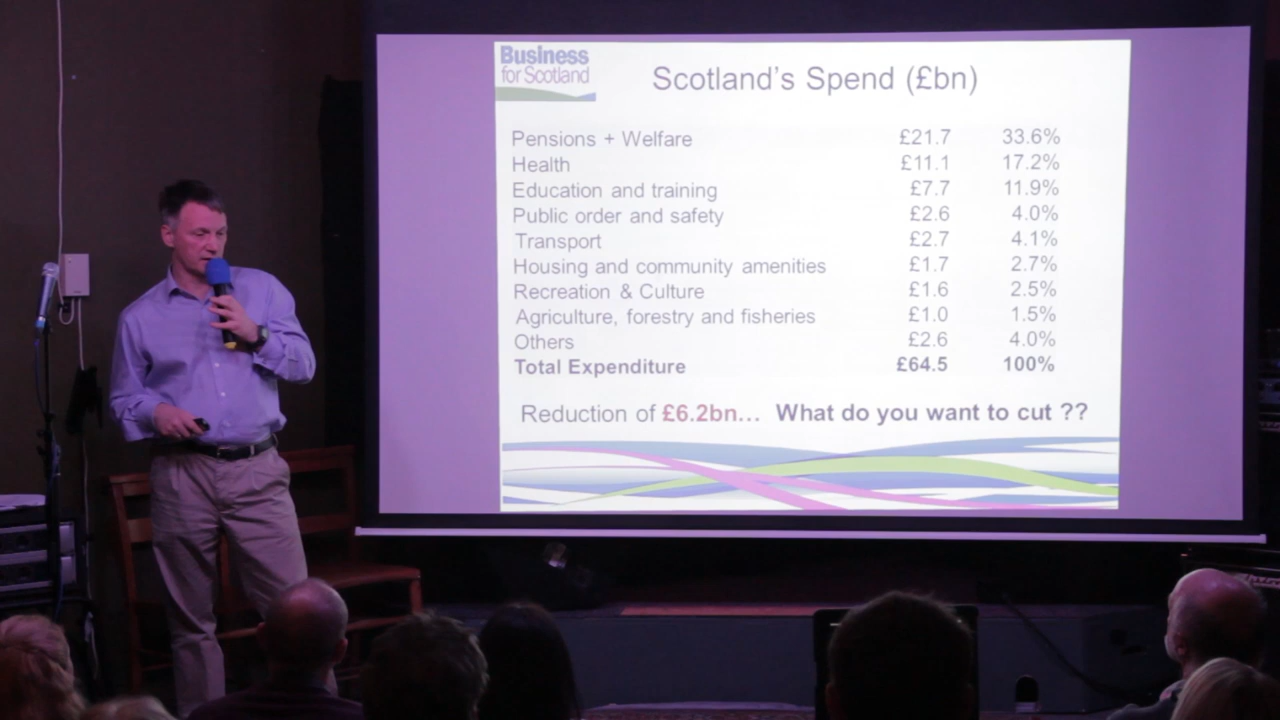 Business
for Scotland
Scotland's Spend (£bn)
Pensions + Welfare £21.7 33.6%
Health £11.1 17.2%
Education and training £7.7 11.9%
Public order and safety £2.6 4.0%
Transport £2.7 4.1%
Housing and community amenities £1.7 2.7%
Recreation & Culture £1.6 2.5%
Agriculture, forestry and fisheries £1.0 1.5%
Others £2.6 4.0%
Total Expenditure £64.5 100%
Reduction of £6.2bn... What do you want to cut ??